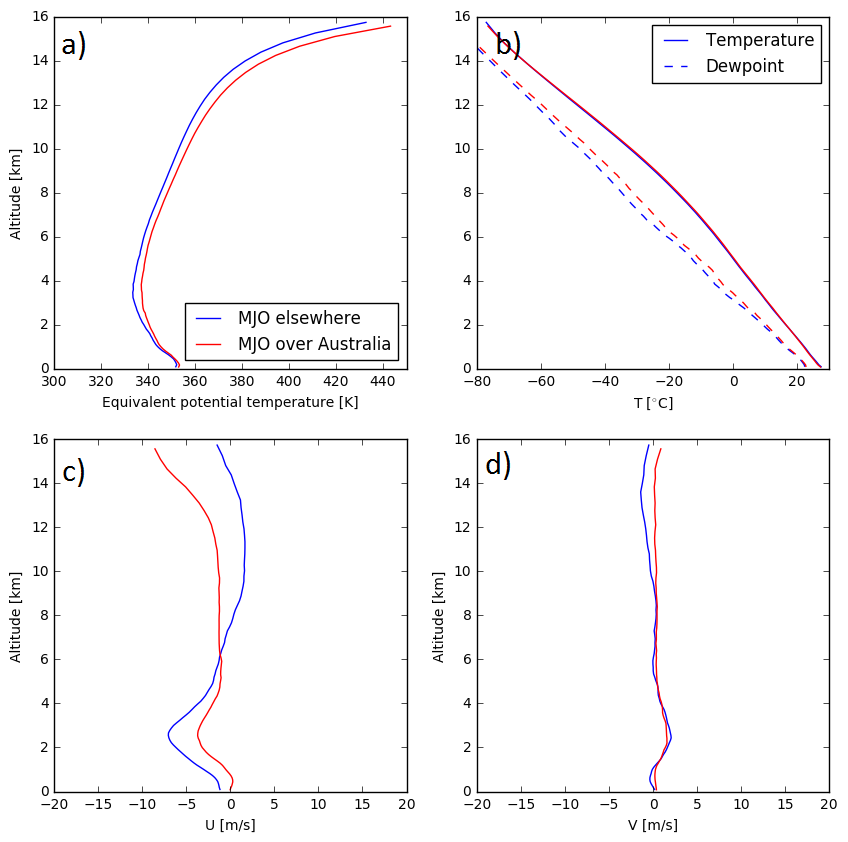 a)
16
14
12
10
8
6
4
2
0
Altitude [km]
MJO elsewhere
MJO over Australia
300 320 340 360 380 400 420 440
Equivalent potential temperature [K]
b)
16
14
12
10
8
6
4
2
0
Altitude [km]
Temperature
Dewpoint
−80 −60 −40 −20 0 20
T [°C]
c)
16
14
12
10
8
6
4
2
0
Altitude [km]
−20 −15 −10 −5 0 5 10 15 20
U [m/s]
d)
16
14
12
10
8
6
4
2
0
Altitude [km]
−20 −15 −10 −5 0 5 10 15 20
V [m/s]